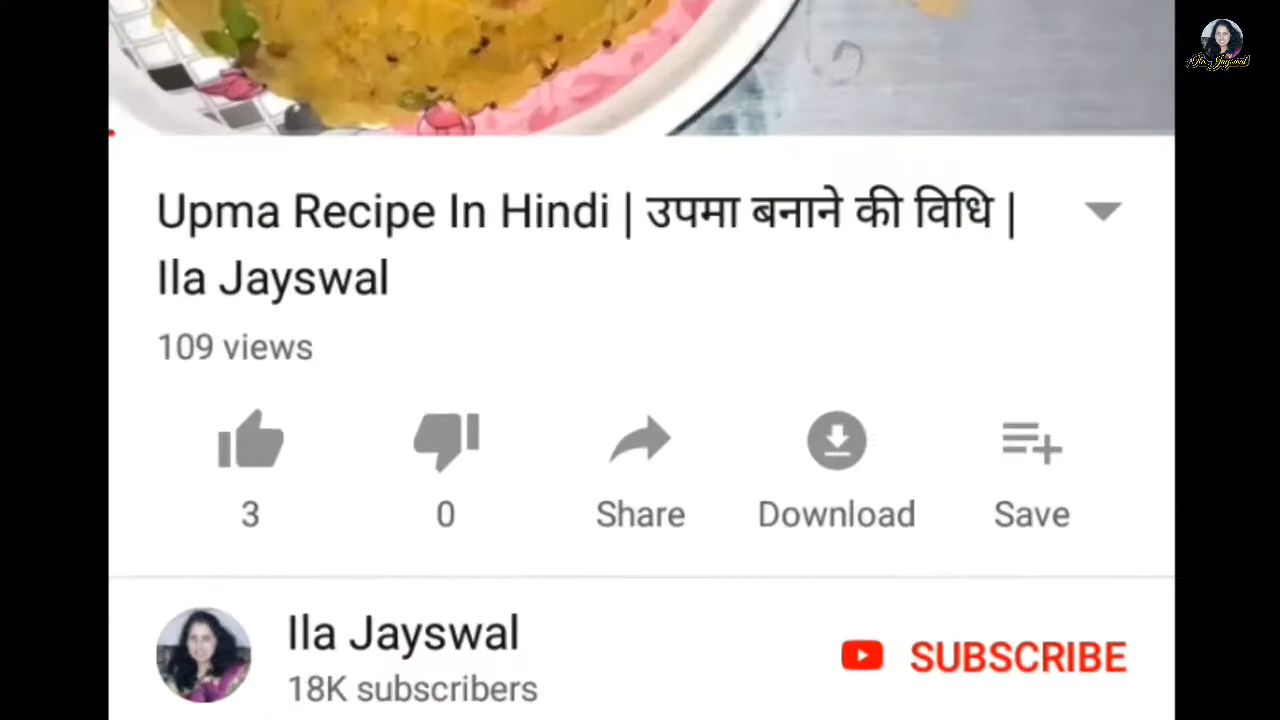 Upma Recipe In Hindi | उपमा बनाने की विधि |
Ila Jayswal
109 views
3
0
Share
Download
Save
Ila Jayswal
18K subscribers
SUBSCRIBE